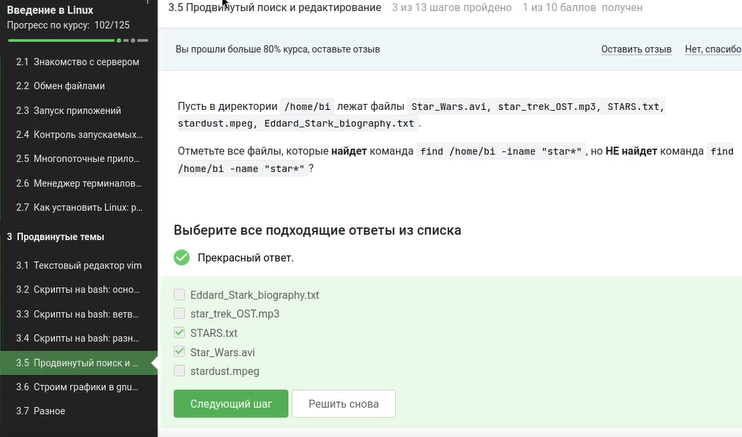 Введение в Linux
Прогресс по курсу: 102/125
2.1 Знакомство с сервером
2.2 Обмен файлами
2.3 Запуск приложений
2.4 Контроль запускаемых...
2.5 Многопоточные прило...
2.6 Менеджер терминалов...
2.7 Как установить Linux: р...
3 Продвинутые темы
3.1 Текстовый редактор vim
3.2 Скрипты на bash: осно...
3.3 Скрипты на bash: ветв...
3.4 Скрипты на bash: разн...
3.5 Продвинутый поиск и ...
3.6 Строим графики в gnu...
3.7 Разное
3.5 Продвинутый поиск и редактирование 3 из 13 шагов пройдено 1 из 10 баллов получен
Вы прошли больше 80% курса, оставьте отзыв Оставить отзыв Нет, спасибо
Пусть в директории /home/bi лежат файлы Star_Wars.avi, star_trek_OST.mp3, STARS.txt,
stardust.mpeg, Eddard_Stark_biography.txt .
Отметьте все файлы, которые найдет команда find /home/bi -iname "star*" , но НЕ найдет команда find
/home/bi -name "star*" ?
Выберите все подходящие ответы из списка
Прекрасный ответ.
Eddard_Stark_biography.txt
star_trek_OST.mp3
STARS.txt
Star_Wars.avi
stardust.mpeg
Следующий шаг Решить снова